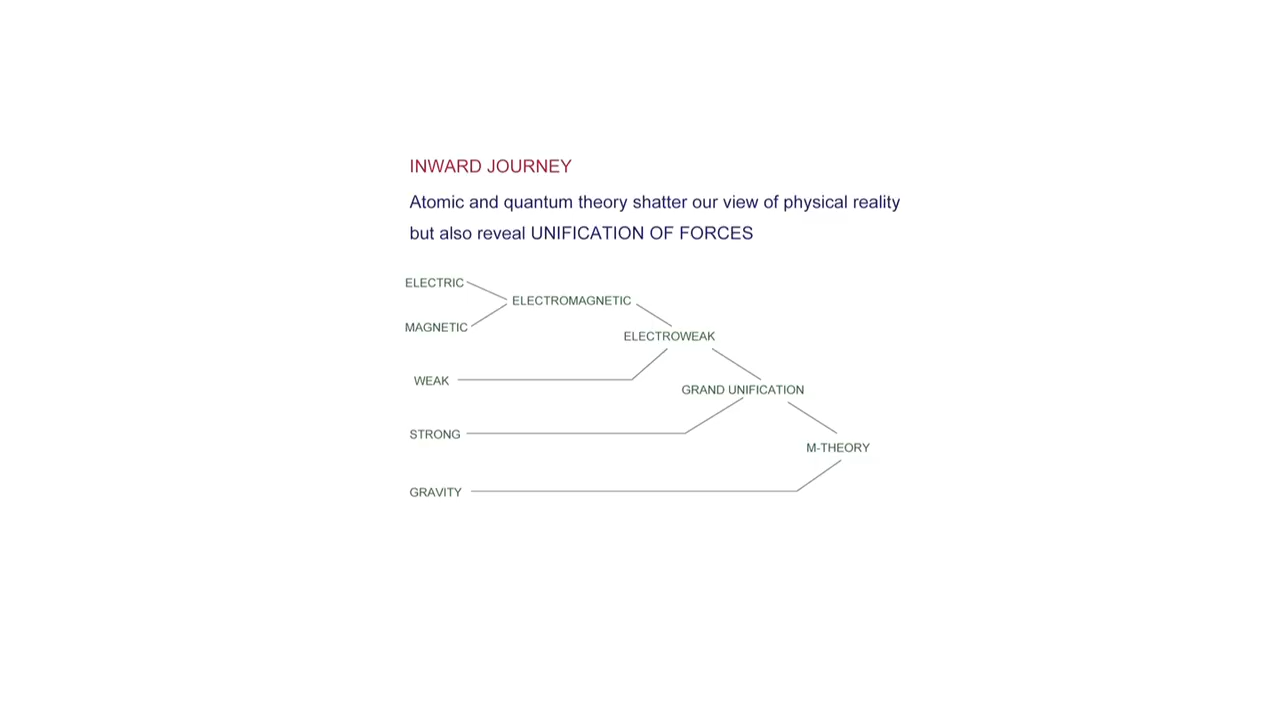 INWARD JOURNEY
Atomic and quantum theory shatter our view of physical reality
but also reveal UNIFICATION OF FORCES
ELECTRIC
ELECTROMAGNETIC
MAGNETIC
ELECTROWEAK
WEAK
GRAND UNIFICATION
STRONG
M-THEORY
GRAVITY